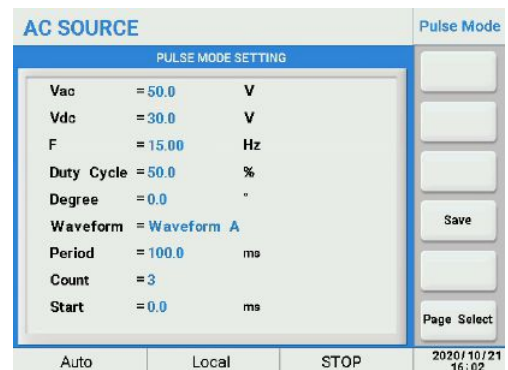 AC SOURCE
Pulse Mode
PULSE MODE SETTING
Vac = 50.0 V
Vdc = 30.0 V
F = 15.00 Hz
Duty Cycle = 50.0 %
Degree = 0.0 °
Waveform = Waveform A
Period = 100.0 ms
Count = 3
Start = 0.0 ms
Save
Page Select
Auto Local STOP
2020/10/21
16:02